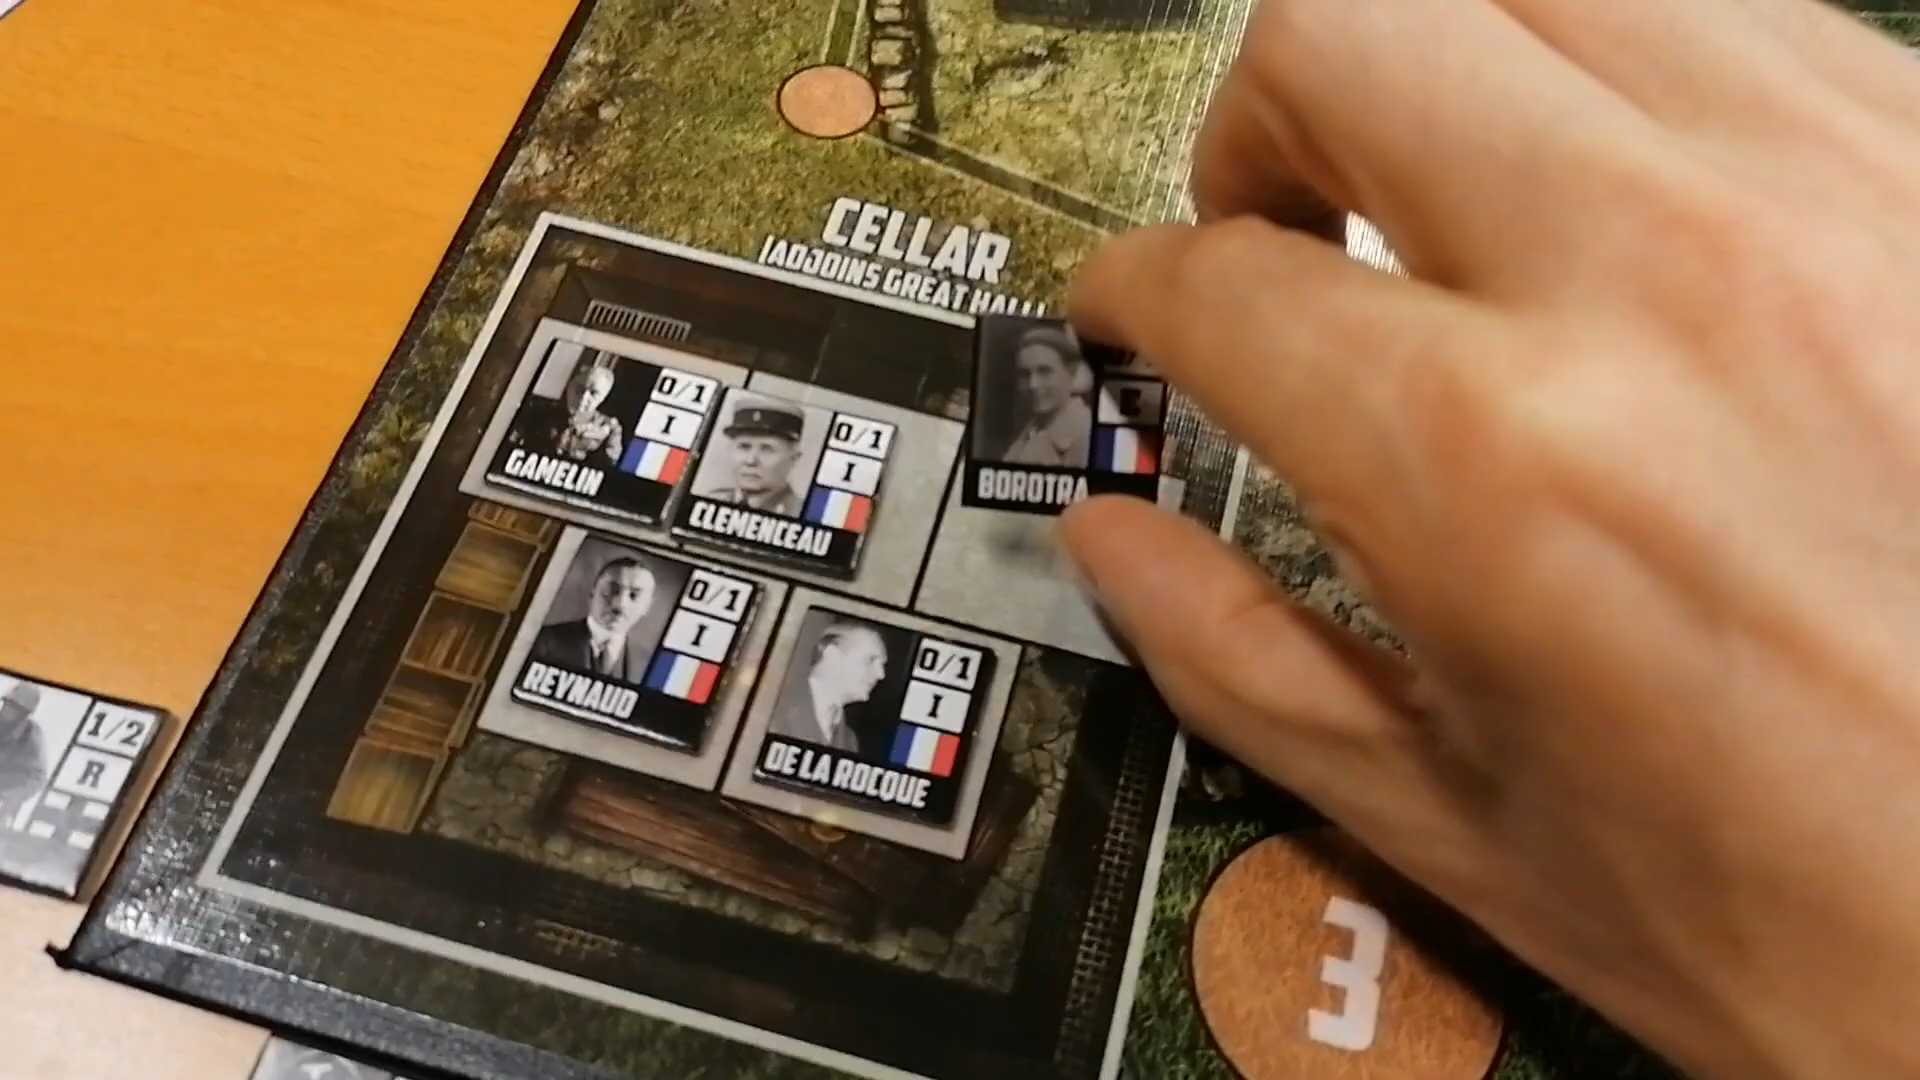 CELLAR
(ADJOINS GREAT HALL)
0/1
I
GAMELIN
0/1
I
CLEMENCEAU
E
BOROTRA
0/1
I
REYNAUD
0/1
I
DE LA ROCQUE
1/2
R
3